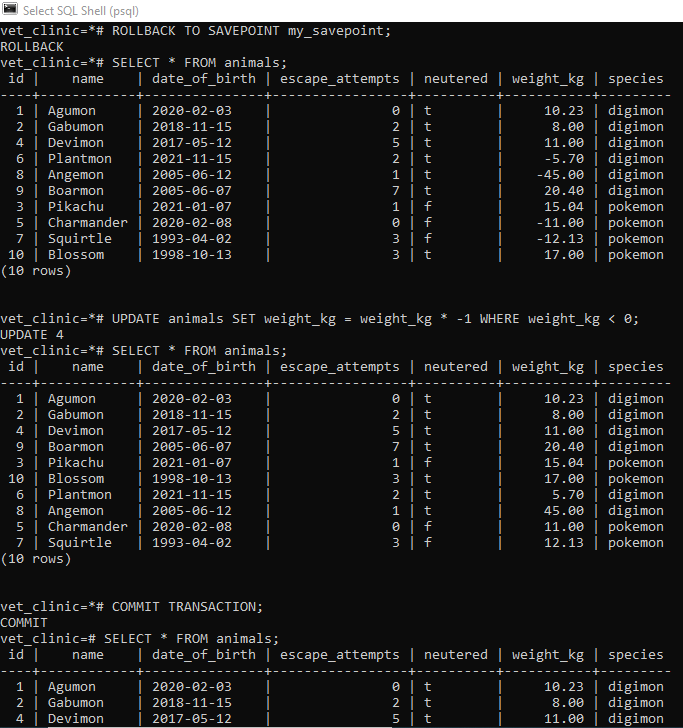 Select SQL Shell (psql)
vet_clinic=*# ROLLBACK TO SAVEPOINT my_savepoint;
ROLLBACK
vet_clinic=*# SELECT * FROM animals;
 id |    name    | date_of_birth | escape_attempts | neutered | weight_kg | species
----+------------+---------------+-----------------+----------+-----------+---------
  1 | Agumon     | 2020-02-03    |               0 | t        |     10.23 | digimon
  2 | Gabumon    | 2018-11-15    |               2 | t        |      8.00 | digimon
  4 | Devimon    | 2017-05-12    |               5 | t        |     11.00 | digimon
  6 | Plantmon   | 2021-11-15    |               2 | t        |     -5.70 | digimon
  8 | Angemon    | 2005-06-12    |               1 | t        |    -45.00 | digimon
  9 | Boarmon    | 2005-06-07    |               7 | t        |     20.40 | digimon
  3 | Pikachu    | 2021-01-07    |               1 | f        |     15.04 | pokemon
  5 | Charmander | 2020-02-08    |               0 | f        |    -11.00 | pokemon
  7 | Squirtle   | 1993-04-02    |               3 | f        |    -12.13 | pokemon
 10 | Blossom    | 1998-10-13    |               3 | t        |     17.00 | pokemon
(10 rows)
vet_clinic=*# UPDATE animals SET weight_kg = weight_kg * -1 WHERE weight_kg < 0;
UPDATE 4
vet_clinic=*# SELECT * FROM animals;
 id |    name    | date_of_birth | escape_attempts | neutered | weight_kg | species
----+------------+---------------+-----------------+----------+-----------+---------
  1 | Agumon     | 2020-02-03    |               0 | t        |     10.23 | digimon
  2 | Gabumon    | 2018-11-15    |               2 | t        |      8.00 | digimon
  4 | Devimon    | 2017-05-12    |               5 | t        |     11.00 | digimon
  9 | Boarmon    | 2005-06-07    |               7 | t        |     20.40 | digimon
  3 | Pikachu    | 2021-01-07    |               1 | f        |     15.04 | pokemon
 10 | Blossom    | 1998-10-13    |               3 | t        |     17.00 | pokemon
  6 | Plantmon   | 2021-11-15    |               2 | t        |      5.70 | digimon
  8 | Angemon    | 2005-06-12    |               1 | t        |     45.00 | digimon
  5 | Charmander | 2020-02-08    |               0 | f        |     11.00 | pokemon
  7 | Squirtle   | 1993-04-02    |               3 | f        |     12.13 | pokemon
(10 rows)
vet_clinic=*# COMMIT TRANSACTION;
COMMIT
vet_clinic=# SELECT * FROM animals;
 id |    name    | date_of_birth | escape_attempts | neutered | weight_kg | species
----+------------+---------------+-----------------+----------+-----------+---------
  1 | Agumon     | 2020-02-03    |               0 | t        |     10.23 | digimon
  2 | Gabumon    | 2018-11-15    |               2 | t        |      8.00 | digimon
  4 | Devimon    | 2017-05-12    |               5 | t        |     11.00 | digimon